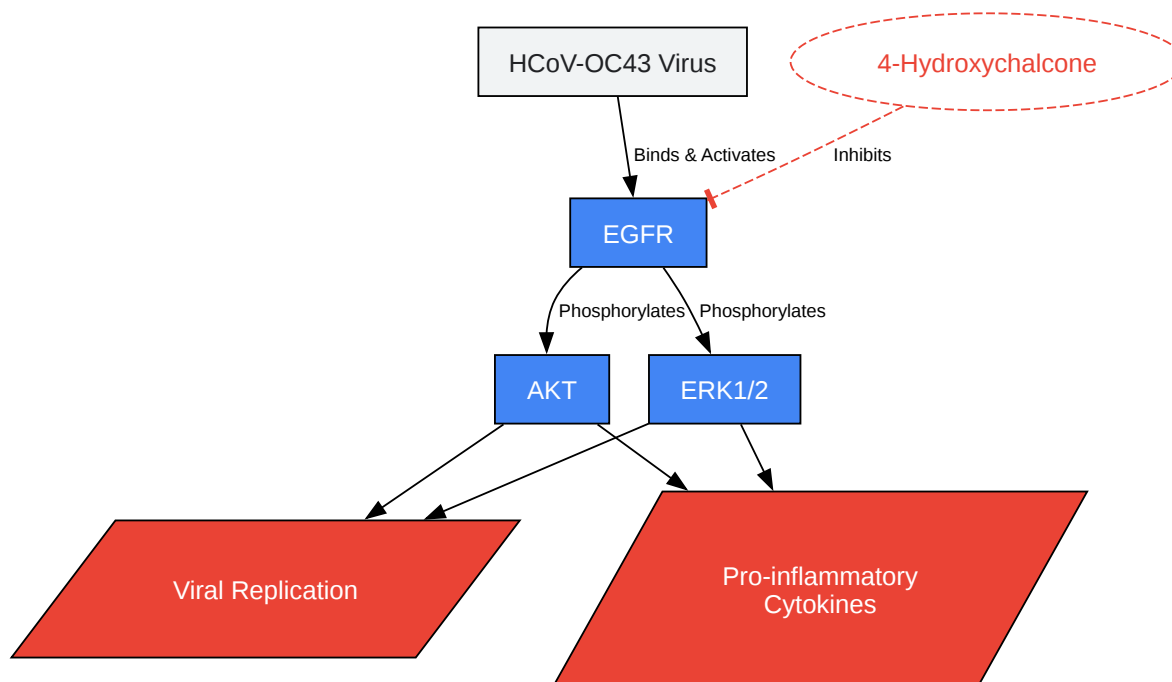 HCoV-OC43 Virus
4-Hydroxychalcone
Binds & Activates
Inhibits
EGFR
Phosphorylates
Phosphorylates
AKT
ERK1/2
Viral Replication
Pro-inflammatory
Cytokines